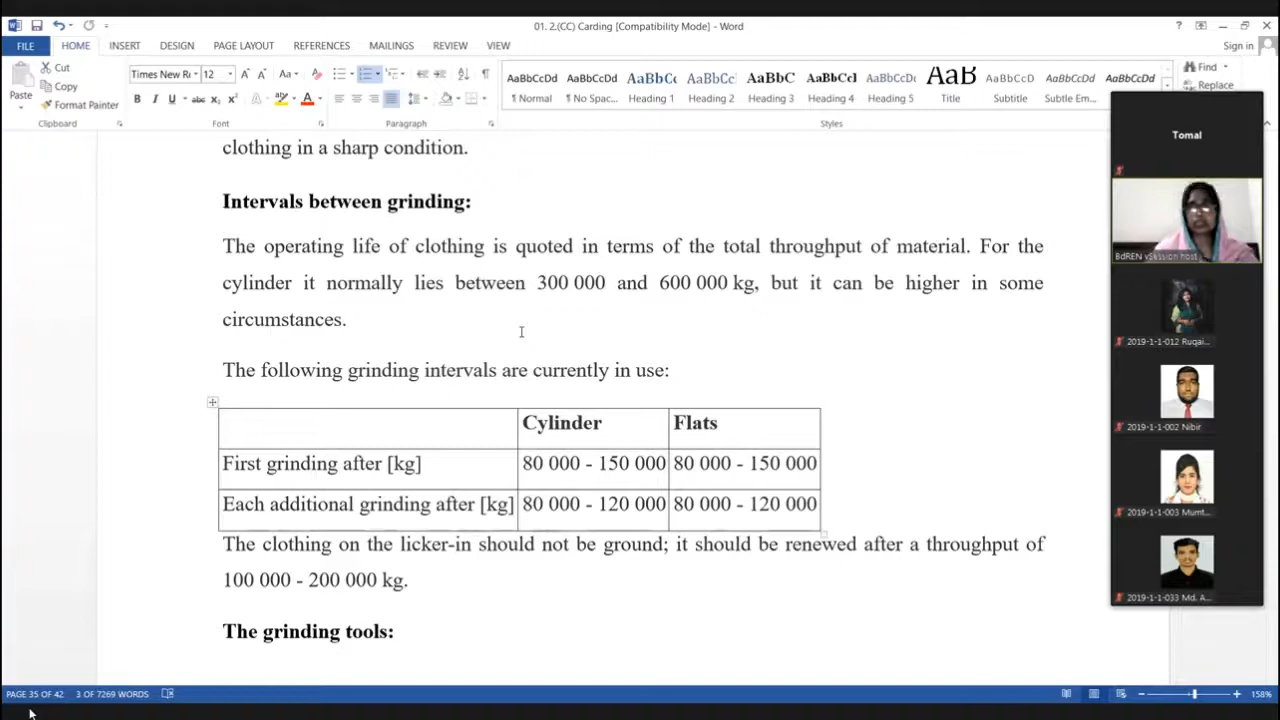 01. 2.(CC) Carding [Compatibility Mode] - Word
FILE HOME INSERT DESIGN PAGE LAYOUT REFERENCES MAILINGS REVIEW VIEW Sign in
Paste Cut Copy Format Painter
Times New Ro 12
AaBbCcDd AaBbCcDd AaBbCc AaBbCc AaBbC AaBbCcI AaBbCcDd AaB AaBbCcDd AaBbCcDd AaBbCcDd
¶ Normal ¶ No Spac... Heading 1 Heading 2 Heading 3 Heading 4 Heading 5 Title Subtitle Subtle Em...
Find
Replace
Clipboard Font Paragraph Styles
clothing in a sharp condition.
Intervals between grinding:
The operating life of clothing is quoted in terms of the total throughput of material. For the
cylinder it normally lies between 300 000 and 600 000 kg, but it can be higher in some
circumstances.
The following grinding intervals are currently in use:
Cylinder Flats
First grinding after [kg] 80 000 - 150 000 80 000 - 150 000
Each additional grinding after [kg] 80 000 - 120 000 80 000 - 120 000
The clothing on the licker-in should not be ground; it should be renewed after a throughput of
100 000 - 200 000 kg.
The grinding tools:
Tomal
BdREN vSession host
2019-1-1-012 Ruqai...
2019-1-1-002 Nibir
2019-1-1-003 Mumt...
2019-1-1-033 Md. A...
PAGE 35 OF 42 3 OF 7269 WORDS 158%